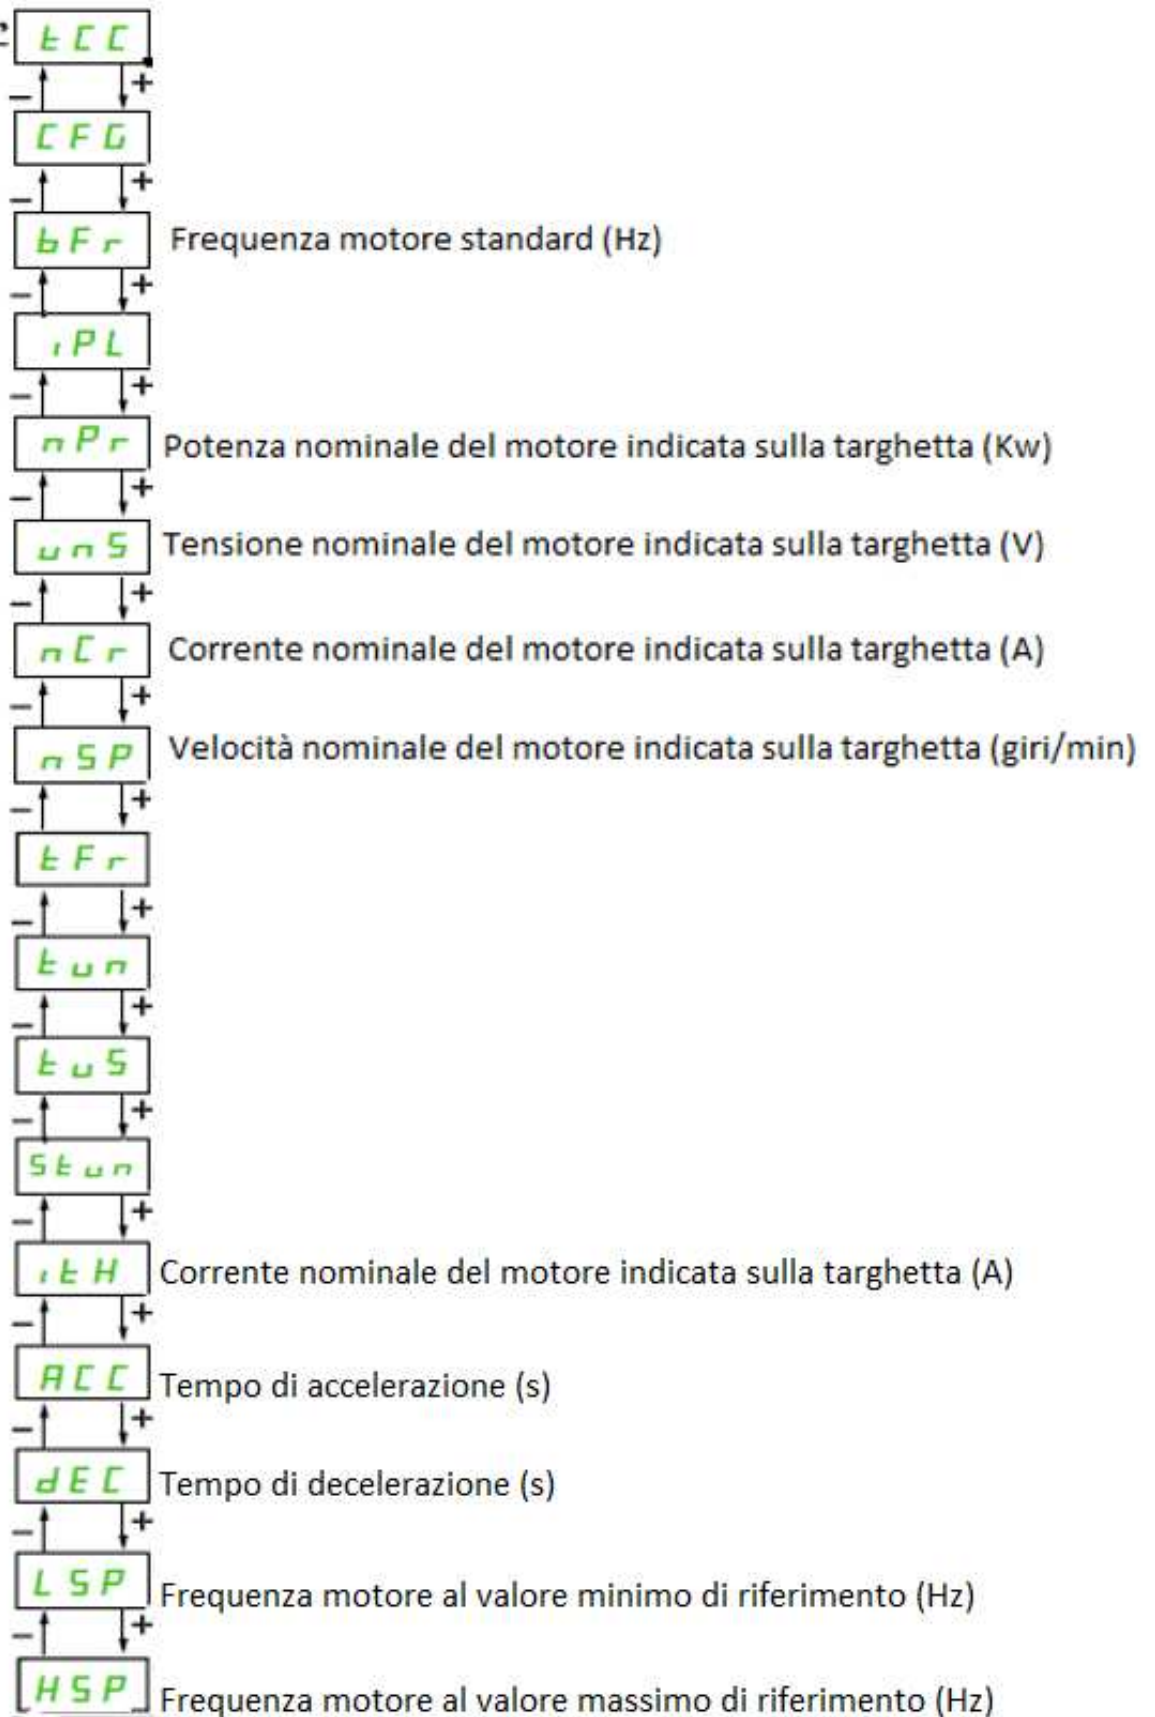 tCC
+
−
CFG
+
−
bFr Frequenza motore standard (Hz)
+
−
iPL
+
−
nPr Potenza nominale del motore indicata sulla targhetta (Kw)
+
−
unS Tensione nominale del motore indicata sulla targhetta (V)
+
−
nCr Corrente nominale del motore indicata sulla targhetta (A)
+
−
nSP Velocità nominale del motore indicata sulla targhetta (giri/min)
+
−
tFr
+
−
tun
+
−
tuS
+
−
Stun
+
−
itH Corrente nominale del motore indicata sulla targhetta (A)
+
−
ACC Tempo di accelerazione (s)
+
−
dEC Tempo di decelerazione (s)
+
−
LSP Frequenza motore al valore minimo di riferimento (Hz)
+
−
HSP Frequenza motore al valore massimo di riferimento (Hz)